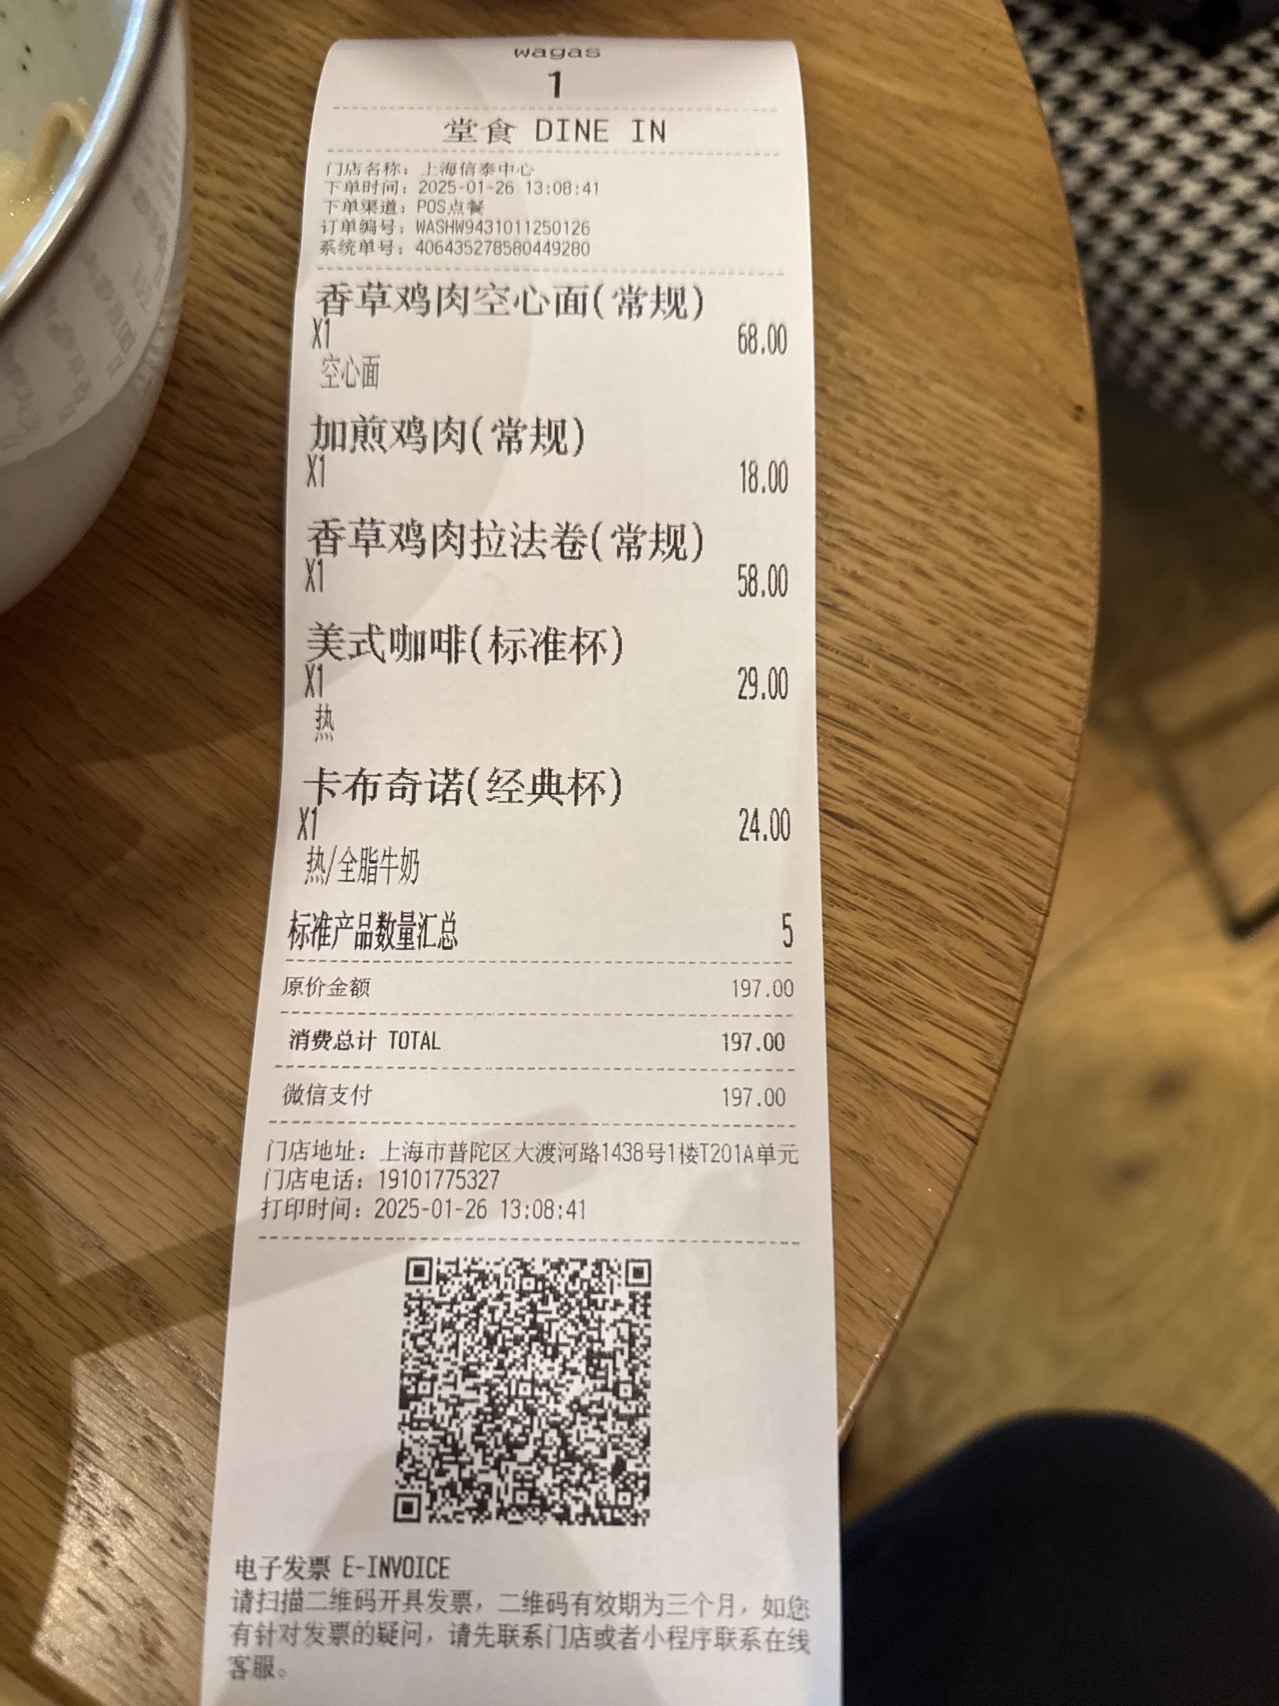 wagas
1
堂食 DINE IN
门店名称：上海信泰中心
下单时间：2025-01-26 13:08:41
下单渠道：POS点餐
订单编号：WASHW9431011250126
系统单号：406435278580449280
香草鸡肉空心面(常规)
X1 68.00
空心面
加煎鸡肉(常规)
X1 18.00
香草鸡肉拉法卷(常规)
X1 58.00
美式咖啡(标准杯)
X1 29.00
热
卡布奇诺(经典杯)
X1 24.00
热/全脂牛奶
标准产品数量汇总 5
原价金额 197.00
消费总计 TOTAL 197.00
微信支付 197.00
门店地址：上海市普陀区大渡河路1438号1楼T201A单元
门店电话：19101775327
打印时间：2025-01-26 13:08:41
电子发票 E-INVOICE
请扫描二维码开具发票，二维码有效期为三个月，如您
有针对发票的疑问，请先联系门店或者小程序联系在线
客服。